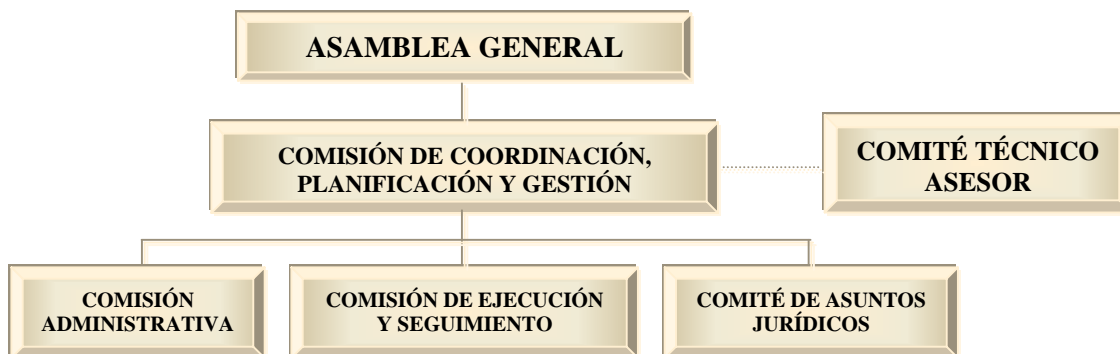 ASAMBLEA GENERAL
COMISIÓN DE COORDINACIÓN,
PLANIFICACIÓN Y GESTIÓN
COMITÉ TÉCNICO
ASESOR
COMISIÓN
ADMINISTRATIVA
COMISIÓN DE EJECUCIÓN
Y SEGUIMIENTO
COMITÉ DE ASUNTOS
JURÍDICOS